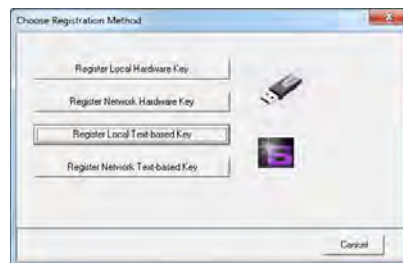 Choose Registration Method
Register Local Hardware Key
Register Network Hardware Key
Register Local Text-based Key
Register Network Text-based Key
Cancel